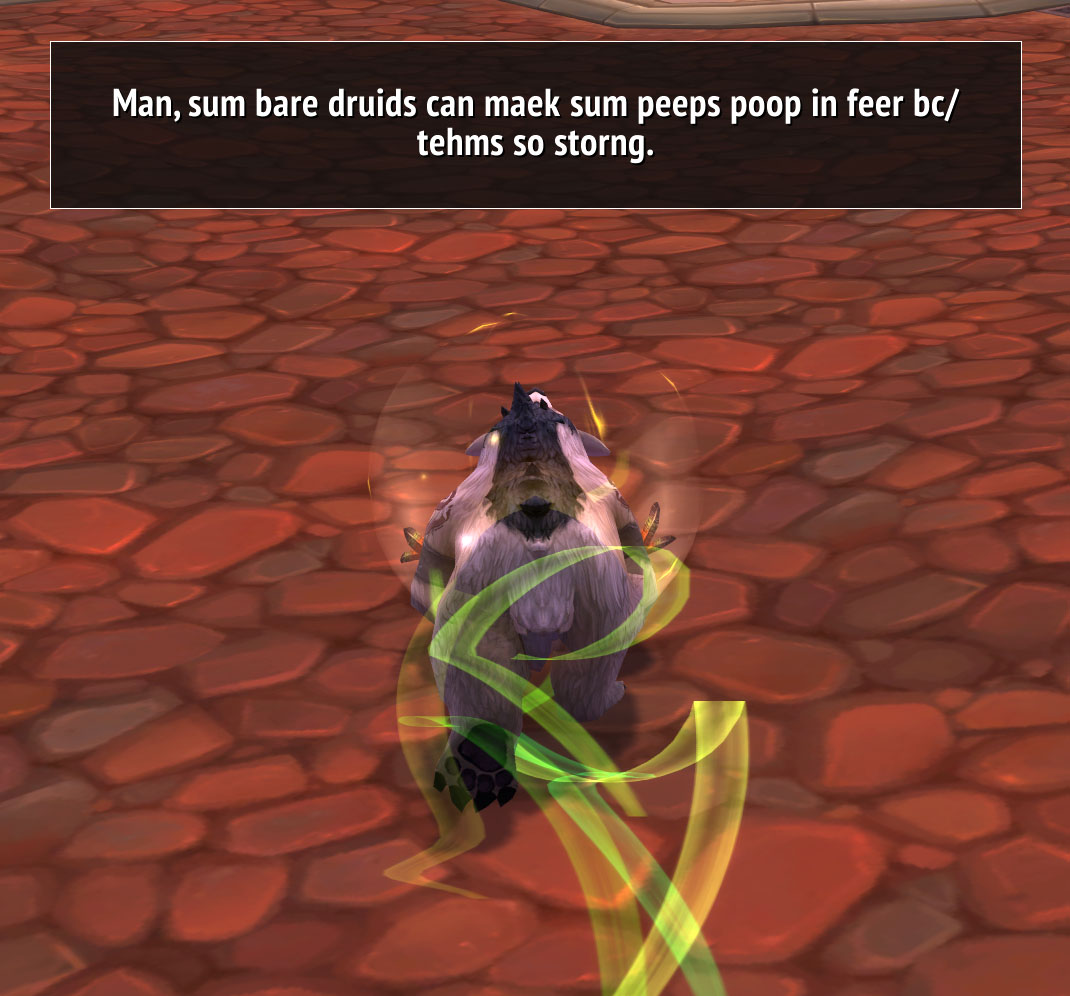 Man, sum bare druids can maek sum peeps poop in feer bc/
tehms so storng.